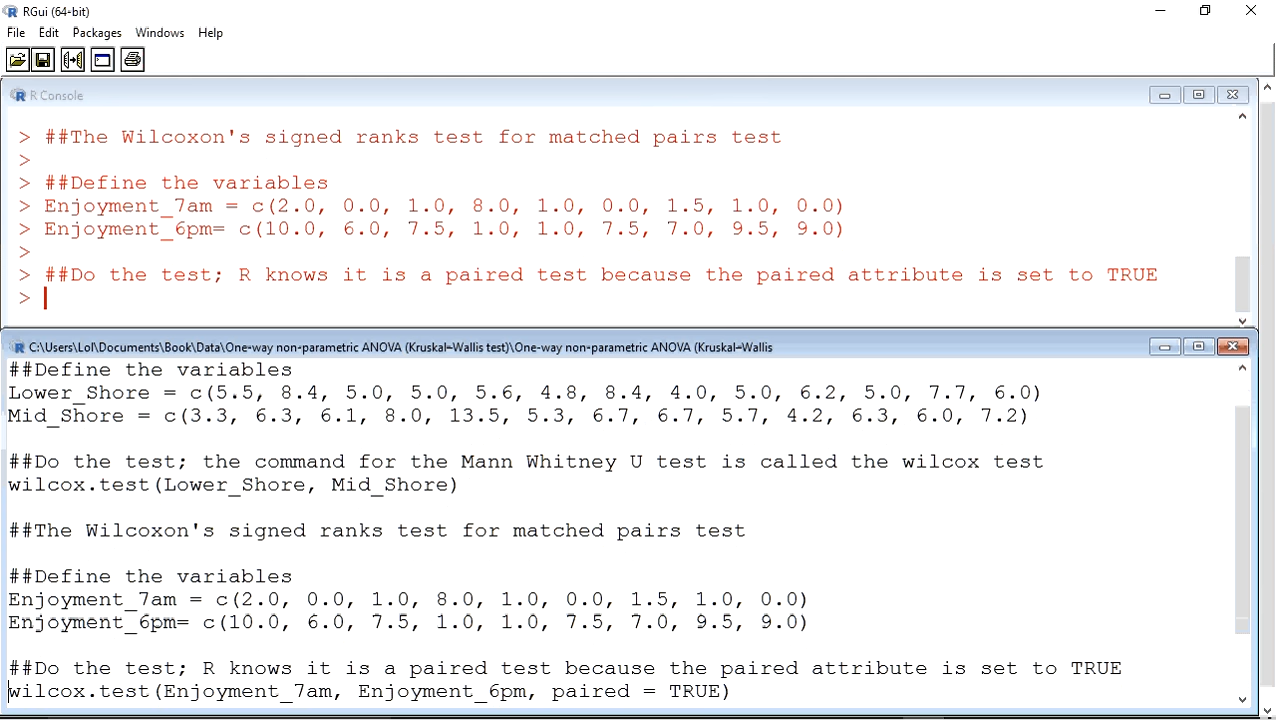 RGui (64-bit)
File Edit Packages Windows Help
R Console
> ##The Wilcoxon's signed ranks test for matched pairs test
>
> ##Define the variables
> Enjoyment_7am = c(2.0, 0.0, 1.0, 8.0, 1.0, 0.0, 1.5, 1.0, 0.0)
> Enjoyment_6pm= c(10.0, 6.0, 7.5, 1.0, 1.0, 7.5, 7.0, 9.5, 9.0)
>
> ##Do the test; R knows it is a paired test because the paired attribute is set to TRUE
>
C:\Users\Lol\Documents\Book\Data\One-way non-parametric ANOVA (Kruskal-Wallis test)\One-way non-parametric ANOVA (Kruskal-Wallis
##Define the variables
Lower_Shore = c(5.5, 8.4, 5.0, 5.0, 5.6, 4.8, 8.4, 4.0, 5.0, 6.2, 5.0, 7.7, 6.0)
Mid_Shore = c(3.3, 6.3, 6.1, 8.0, 13.5, 5.3, 6.7, 6.7, 5.7, 4.2, 6.3, 6.0, 7.2)
##Do the test; the command for the Mann Whitney U test is called the wilcox test
wilcox.test(Lower_Shore, Mid_Shore)
##The Wilcoxon's signed ranks test for matched pairs test
##Define the variables
Enjoyment_7am = c(2.0, 0.0, 1.0, 8.0, 1.0, 0.0, 1.5, 1.0, 0.0)
Enjoyment_6pm= c(10.0, 6.0, 7.5, 1.0, 1.0, 7.5, 7.0, 9.5, 9.0)
##Do the test; R knows it is a paired test because the paired attribute is set to TRUE
wilcox.test(Enjoyment_7am, Enjoyment_6pm, paired = TRUE)